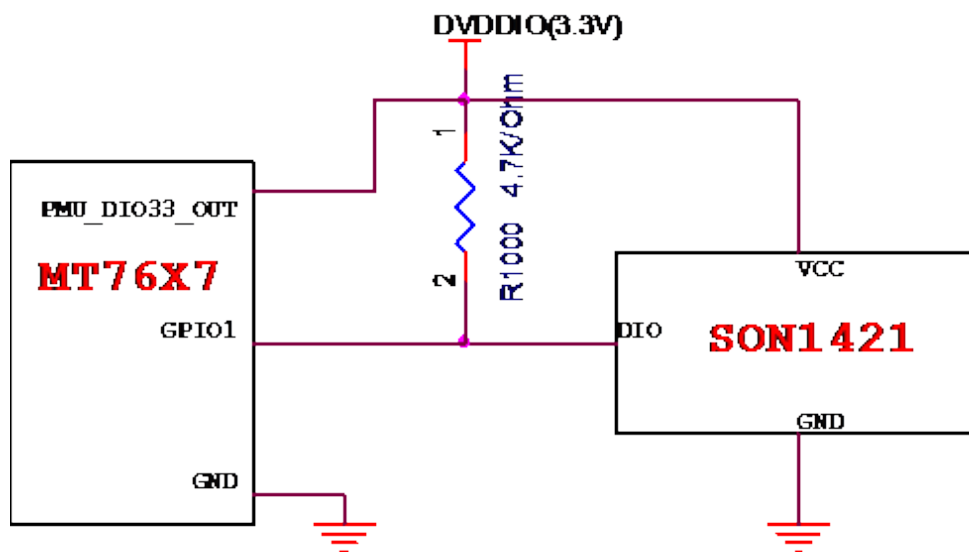 DVDDIO(3.3V)
1
R1000 4.7K/ohm
2
PMU_DIO33_OUT
MT76X7
GPIO1
GND
VCC
DIO
SON1421
GND